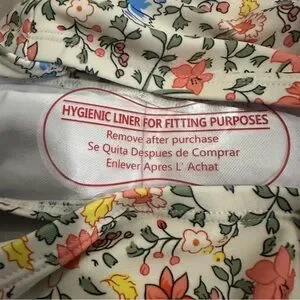 HYGIENIC LINER FOR FITTING PURPOSES
Remove after purchase
Se Quita Despues de Comprar
Enlever Apres L' Achat